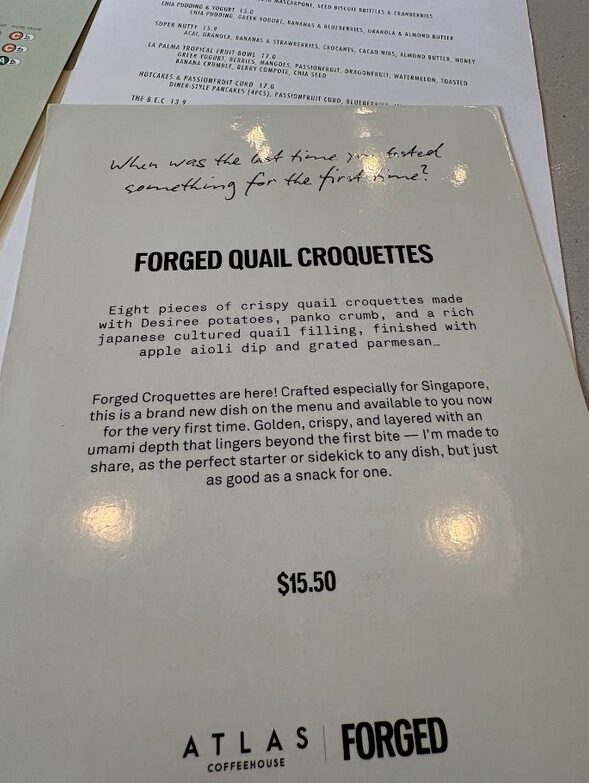 MASCARPONE, SEED BISCUIT BRITTLES & CRANBERRIES
CHIA PUDDING & YOGURT 15.0
CHIA PUDDING, GREEK YOGURT, BANANAS & BLUEBERRIES, GRANOLA & ALMOND BUTTER
SUPER NUTTY 15.9
ACAI, GRANOLA, BANANAS & STRAWBERRIES, CROCANTS, CACAO NIBS, ALMOND BUTTER, HONEY
LA PALMA TROPICAL FRUIT BOWL 17.0
GREEK YOGURT, BERRIES, MANGOES, PASSIONFRUIT, DRAGONFRUIT, WATERMELON, TOASTED
BANANA CRUMBLE, BERRY COMPOTE, CHIA SEED
HOTCAKES & PASSIONFRUIT CURD 17.0
DINER-STYLE PANCAKES (4PCS), PASSIONFRUIT CURD,
THE B.E.C 13.9
When was the last time you tasted
something for the first time?
FORGED QUAIL CROQUETTES
Eight pieces of crispy quail croquettes made
with Desiree potatoes, panko crumb, and a rich
japanese cultured quail filling, finished with
apple aioli dip and grated parmesan_
Forged Croquettes are here! Crafted especially for Singapore,
this is a brand new dish on the menu and available to you now
for the very first time. Golden, crispy, and layered with an
umami depth that lingers beyond the first bite — I'm made to
share, as the perfect starter or sidekick to any dish, but just
as good as a snack for one.
$15.50
ATLAS
COFFEEHOUSE
FORGED